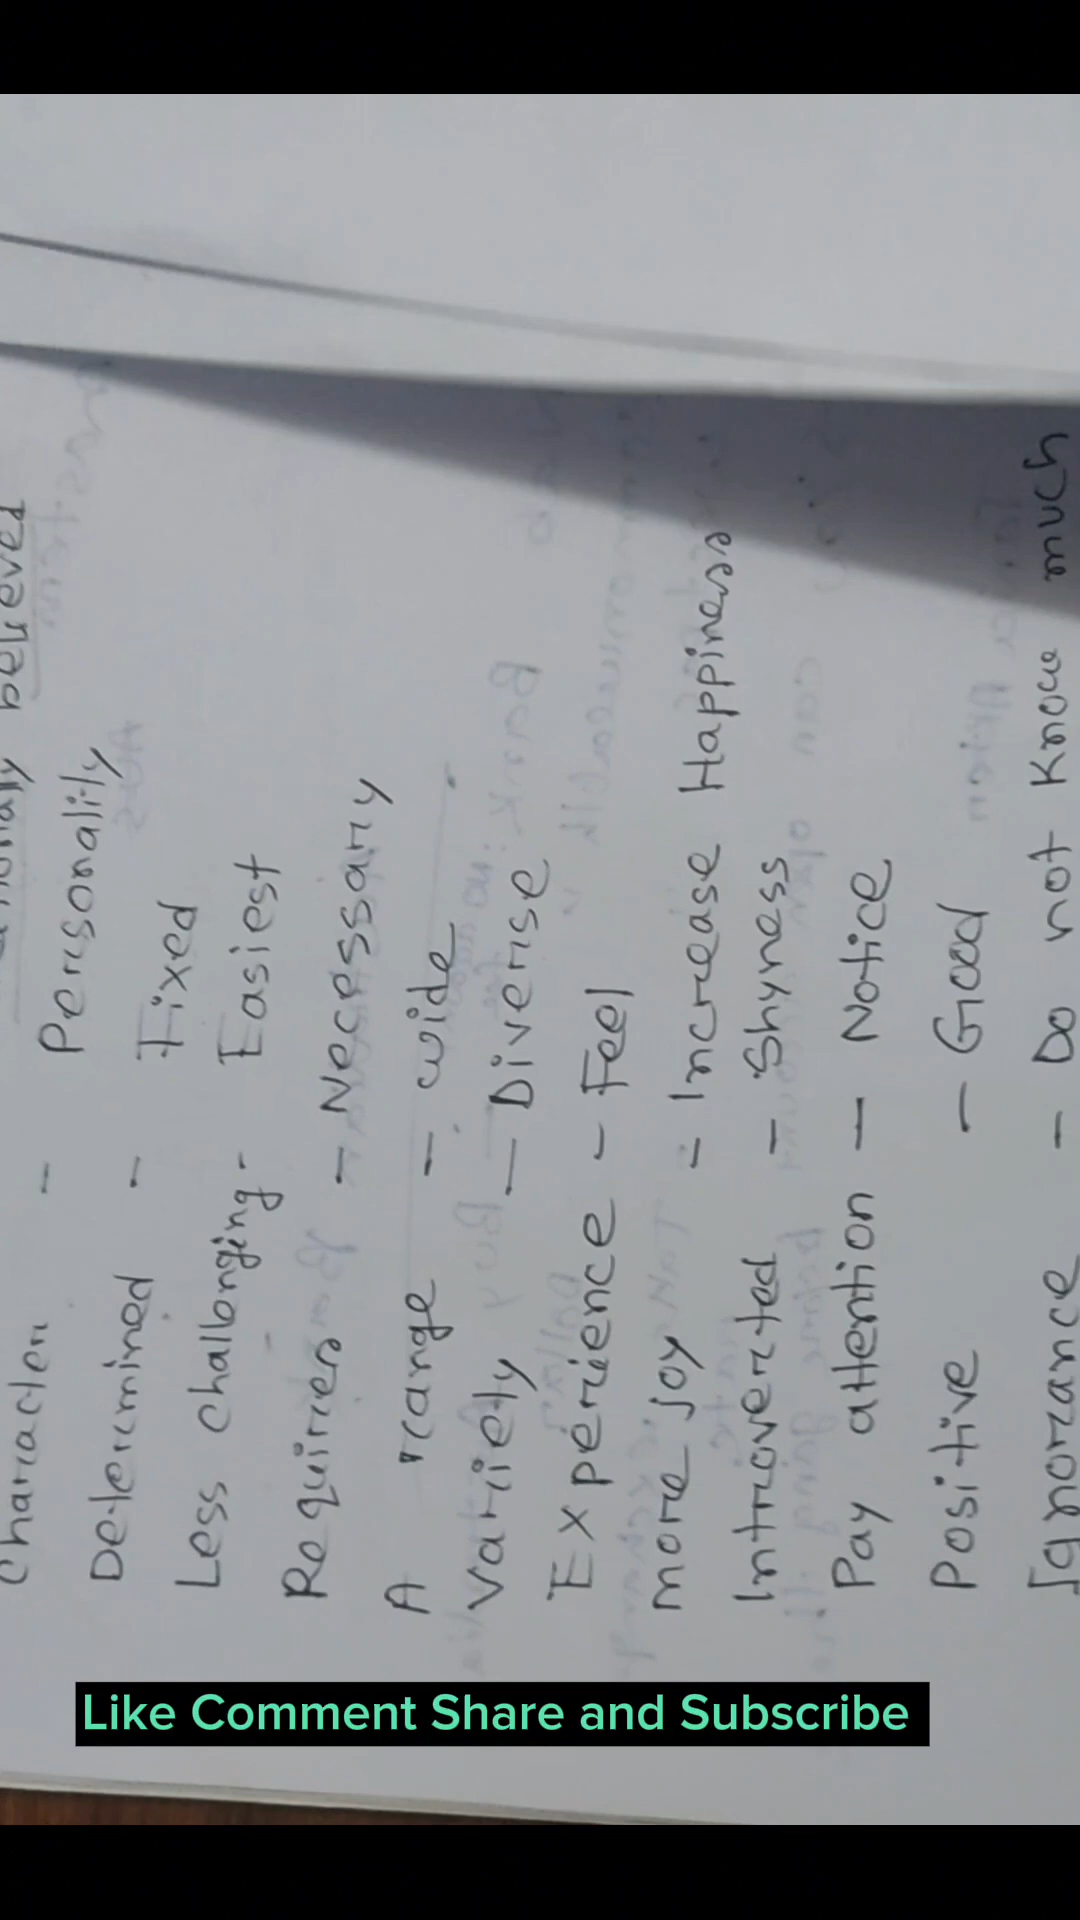 believed
Character - Personality
Determined - Fixed
Less challenging - Easiest
Requires - Necessary
A range - wide
variety - Diverse
Experience - Feel
more joy - Increase Happiness
Introverted - Shyness
Pay attention - Notice
Positive - Good
Ignorance - Do not Know much
Like Comment Share and Subscribe